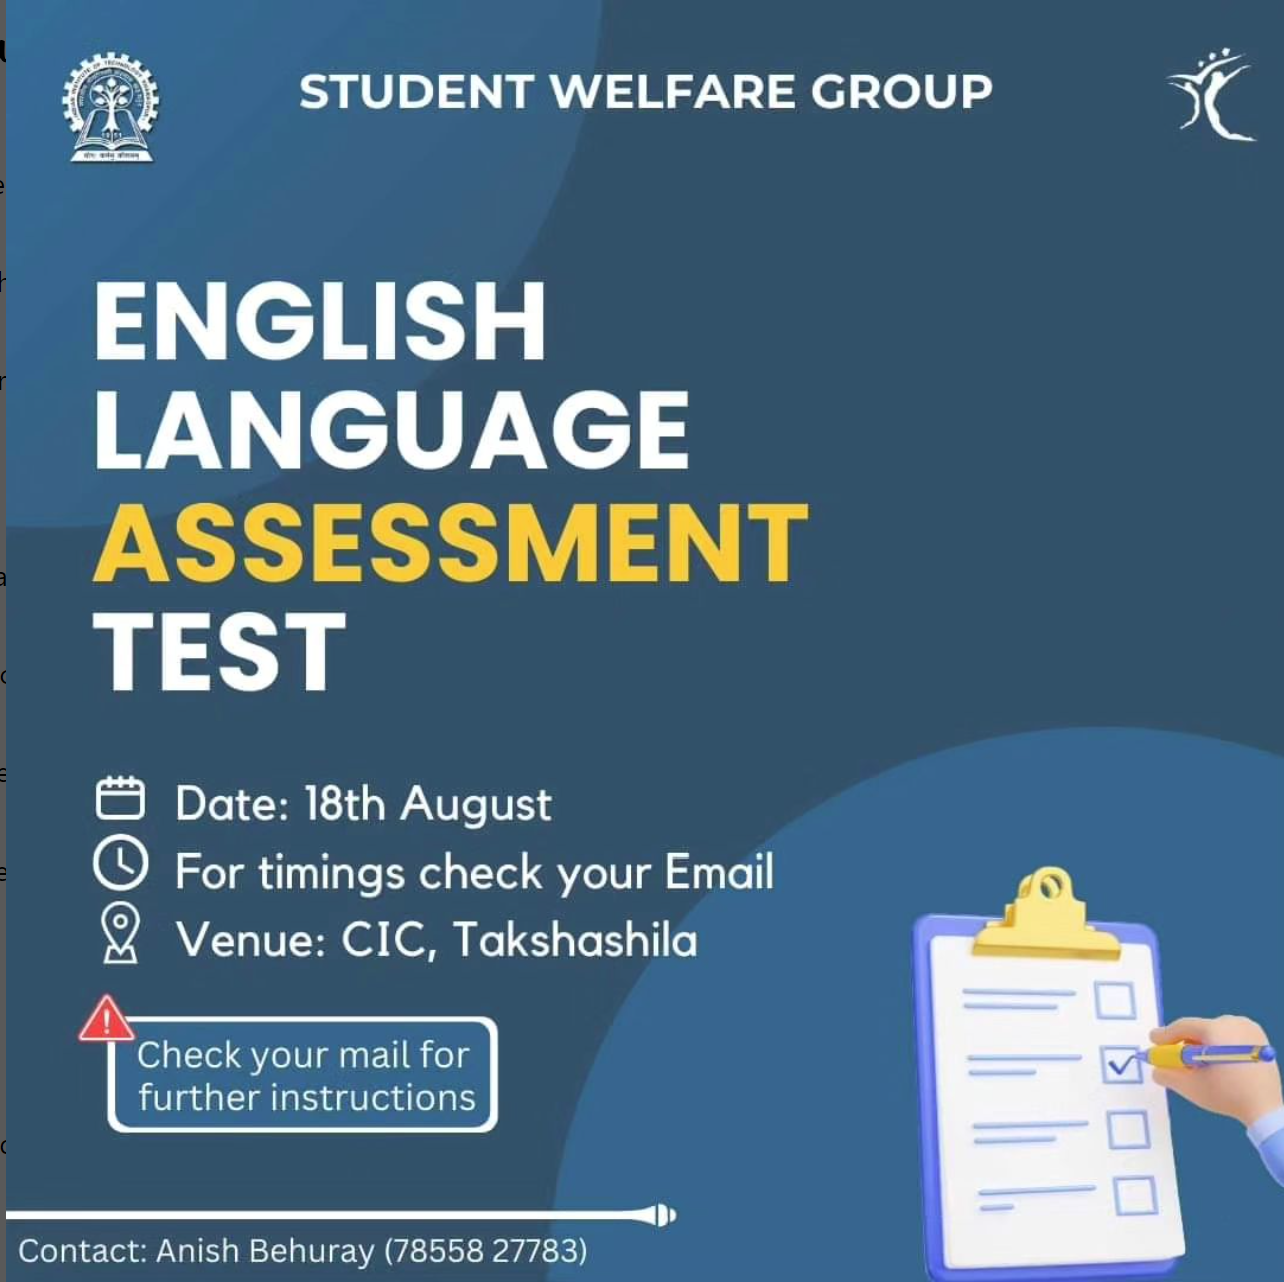 STUDENT WELFARE GROUP
ENGLISH
LANGUAGE
ASSESSMENT
TEST
Date: 18th August
For timings check your Email
Venue: CIC, Takshashila
Check your mail for
further instructions
Contact: Anish Behuray (78558 27783)